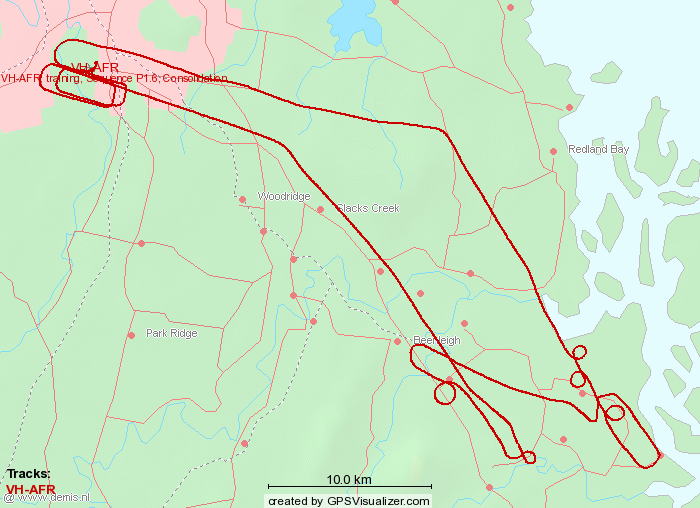 VH-AFR
VH-AFR training, Sequence P1.6, Consolidation
Redland Bay
Woodridge
Slacks Creek
Park Ridge
Beenleigh
Tracks:
VH-AFR
@ www.demis.nl
10.0 km
created by GPSVisualizer.com